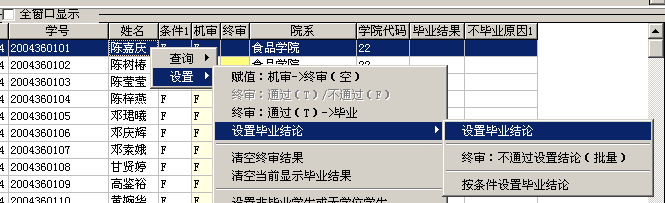 全窗口显示
学号 姓名 条件1 机审 终审 院系 学院代码 毕业结果 不毕业原因1
4 2004360101 陈嘉庆 F F 食品学院 22
4 2004360102 陈树椿 食品学院 22
4 2004360103 陈莹莹
4 2004360104 陈梓燕 F F
4 2004360105 邓珺曦 F F
4 2004360106 邓庆辉 F F
4 2004360107 邓素娥 F F
4 2004360108 甘贤婷 F F
4 2004360109 高鉴裕 F F
4 2004360110 黄婉华 F F
查询
设置
赋值：机审->终审(空)
终审：通过(T)/不通过(F)
终审：通过(T)->毕业
设置毕业结论
清空终审结果
清空当前显示毕业结果
设置非毕业学生或无学位学生
设置毕业结论
终审：不通过设置结论(批量)
按条件设置毕业结论